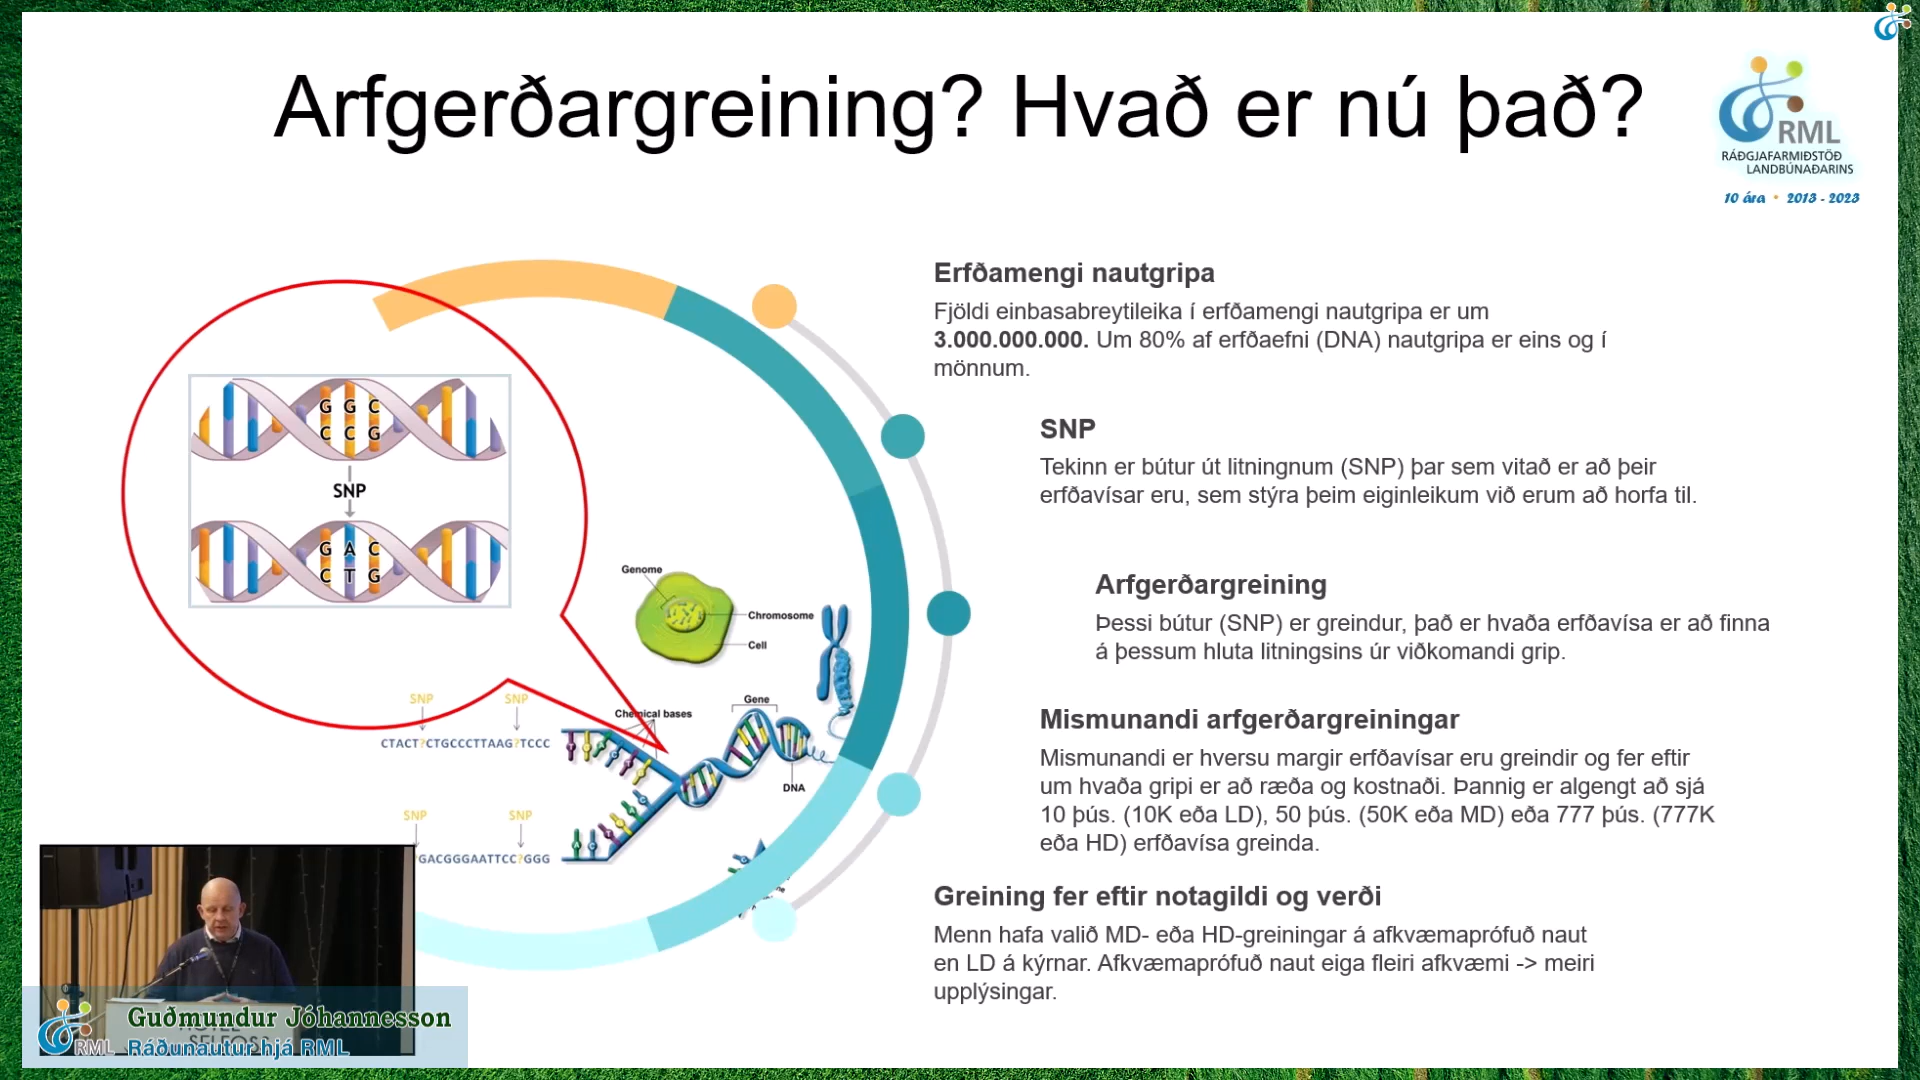 Arfgerðargreining? Hvað er nú það?
RML
RÁÐGJAFARMIÐSTÖÐ
LANDBÚNAÐARINS
10 ára • 2013 - 2023
Erfðamengi nautgripa
Fjöldi einbasabreytileika í erfðamengi nautgripa er um
3.000.000.000. Um 80% af erfðaefni (DNA) nautgripa er eins og í
mönnum.
SNP
Tekinn er bútur út litningnum (SNP) þar sem vitað er að þeir
erfðavísar eru, sem stýra þeim eiginleikum við erum að horfa til.
Arfgerðargreining
Þessi bútur (SNP) er greindur, það er hvaða erfðavísa er að finna
á þessum hluta litningsins úr viðkomandi grip.
Mismunandi arfgerðargreiningar
Mismunandi er hversu margir erfðavísar eru greindir og fer eftir
um hvaða gripi er að ræða og kostnaði. Þannig er algengt að sjá
10 þús. (10K eða LD), 50 þús. (50K eða MD) eða 777 þús. (777K
eða HD) erfðavísa greinda.
Greining fer eftir notagildi og verði
Menn hafa valið MD- eða HD-greiningar á afkvæmaprófuð naut
en LD á kýrnar. Afkvæmaprófuð naut eiga fleiri afkvæmi -> meiri
upplýsingar.
G G C
C C G
SNP
G A C
C T G
Genome
Chromosome
Cell
Gene
Chemical bases
DNA
SNP SNP
CTACT?CTGCCCTTAAG?TCCC
SNP SNP
?GACGGGAATTCC?GGG
HOTEL
SELFOSS
Guðmundur Jóhannesson
RML Ráðunautur hjá RML